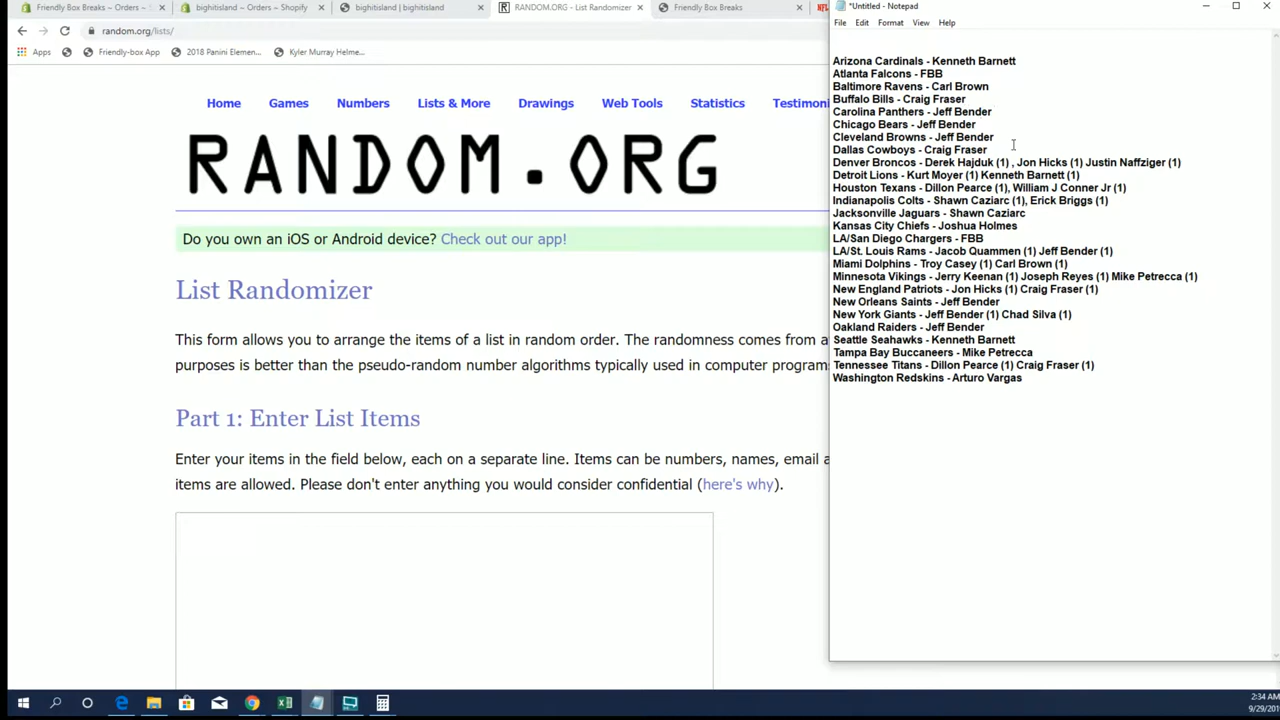 Friendly Box Breaks ~ Orders ~ S
bighitisland ~ Orders ~ Shopify
bighitisland | bighitisland
RANDOM.ORG - List Randomizer
Friendly Box Breaks
random.org/lists/
Apps
Friendly-box App
2018 Panini Elemen...
Kyler Murray Helme...
Home Games Numbers Lists & More Drawings Web Tools Statistics Testimoni
RANDOM.ORG
Do you own an iOS or Android device? Check out our app!
List Randomizer
This form allows you to arrange the items of a list in random order. The randomness comes from a
purposes is better than the pseudo-random number algorithms typically used in computer program
Part 1: Enter List Items
Enter your items in the field below, each on a separate line. Items can be numbers, names, email a
items are allowed. Please don't enter anything you would consider confidential (here's why).
*Untitled - Notepad
File Edit Format View Help
Arizona Cardinals - Kenneth Barnett
Atlanta Falcons - FBB
Baltimore Ravens - Carl Brown
Buffalo Bills - Craig Fraser
Carolina Panthers - Jeff Bender
Chicago Bears - Jeff Bender
Cleveland Browns - Jeff Bender
Dallas Cowboys - Craig Fraser
Denver Broncos - Derek Hajduk (1) , Jon Hicks (1) Justin Naffziger (1)
Detroit Lions - Kurt Moyer (1) Kenneth Barnett (1)
Houston Texans - Dillon Pearce (1), William J Conner Jr (1)
Indianapolis Colts - Shawn Caziarc (1), Erick Briggs (1)
Jacksonville Jaguars - Shawn Caziarc
Kansas City Chiefs - Joshua Holmes
LA/San Diego Chargers - FBB
LA/St. Louis Rams - Jacob Quammen (1) Jeff Bender (1)
Miami Dolphins - Troy Casey (1) Carl Brown (1)
Minnesota Vikings - Jerry Keenan (1) Joseph Reyes (1) Mike Petrecca (1)
New England Patriots - Jon Hicks (1) Craig Fraser (1)
New Orleans Saints - Jeff Bender
New York Giants - Jeff Bender (1) Chad Silva (1)
Oakland Raiders - Jeff Bender
Seattle Seahawks - Kenneth Barnett
Tampa Bay Buccaneers - Mike Petrecca
Tennessee Titans - Dillon Pearce (1) Craig Fraser (1)
Washington Redskins - Arturo Vargas
2:34 AM
9/29/201